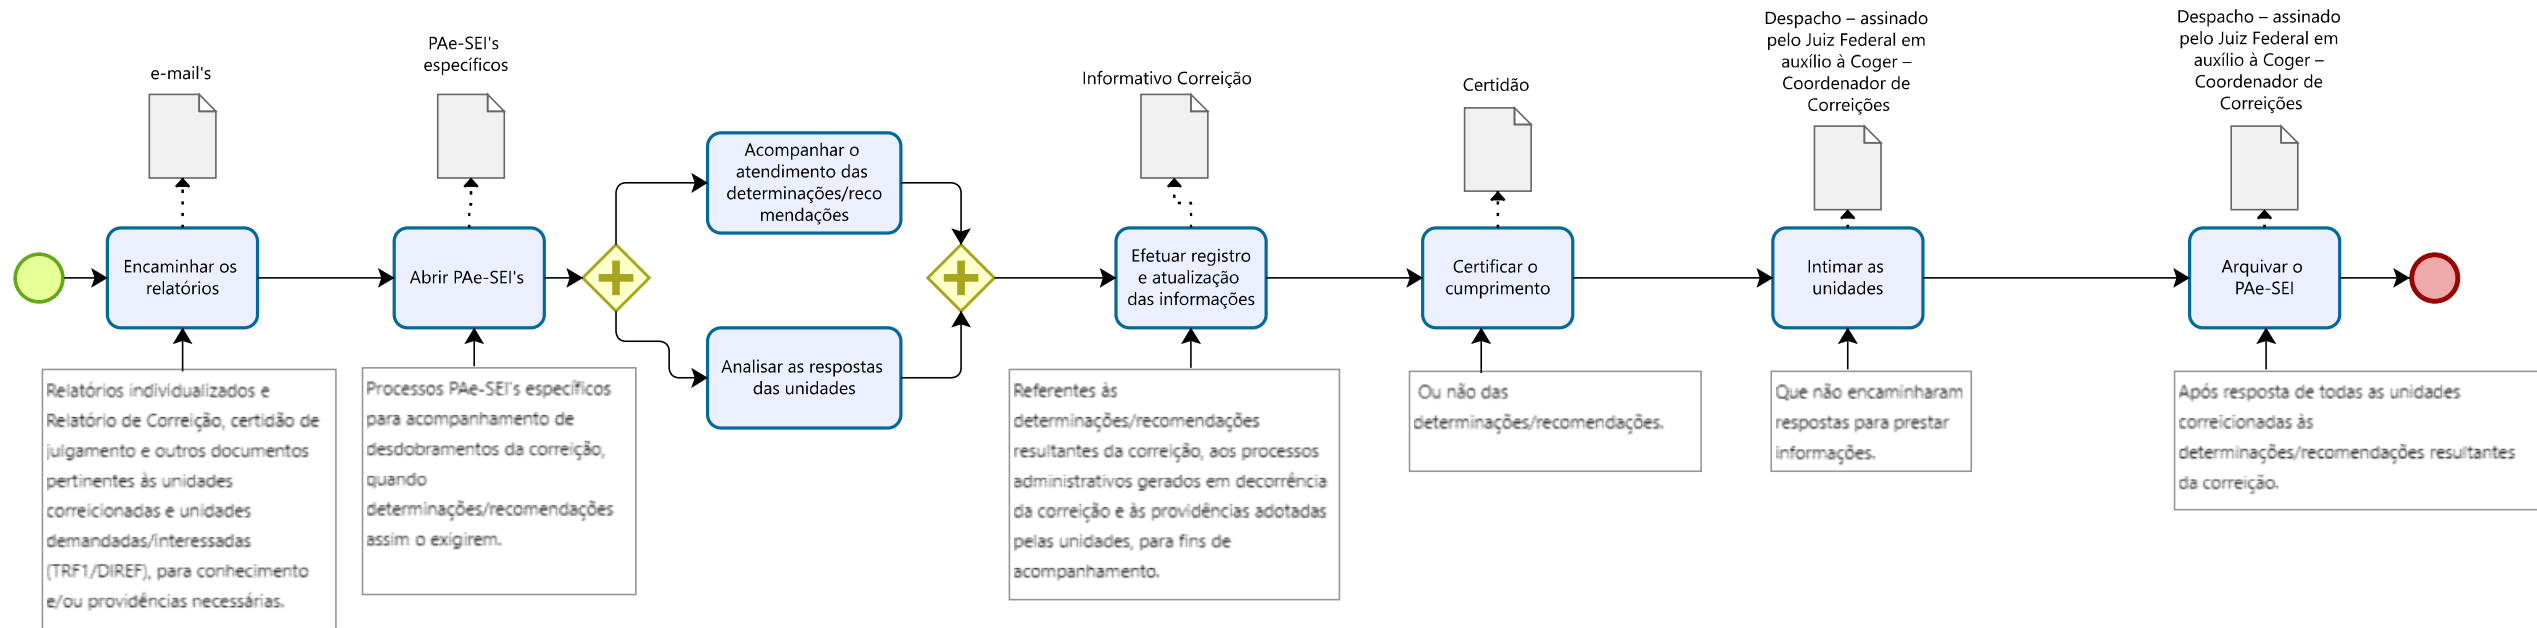 e-mail's
PAe-SEI's
específicos
Informativo Correição
Certidão
Despacho – assinado
pelo Juiz Federal em
auxílio à Coger –
Coordenador de
Correições
Despacho – assinado
pelo Juiz Federal em
auxílio à Coger –
Coordenador de
Correições
Encaminhar os
relatórios
Abrir PAe-SEI's
Acompanhar o
atendimento das
determinações/reco
mendações
Analisar as respostas
das unidades
Efetuar registro
e atualização
das informações
Certificar o
cumprimento
Intimar as
unidades
Arquivar o
PAe-SEI
Relatórios individualizados e
Relatório de Correição, certidão de
julgamento e outros documentos
pertinentes às unidades
correicionadas e unidades
demandadas/interessadas
(TRF1/DIREF), para conhecimento
e/ou providências necessárias.
Processos PAe-SEI's específicos
para acompanhamento de
desdobramentos da correição,
quando
determinações/recomendações
assim o exigirem.
Referentes às
determinações/recomendações
resultantes da correição, aos processos
administrativos gerados em decorrência
da correição e às providências adotadas
pelas unidades, para fins de
acompanhamento.
Ou não das
determinações/recomendações.
Que não encaminharam
respostas para prestar
informações.
Após resposta de todas as unidades
correicionadas às
determinações/recomendações resultantes
da correição.